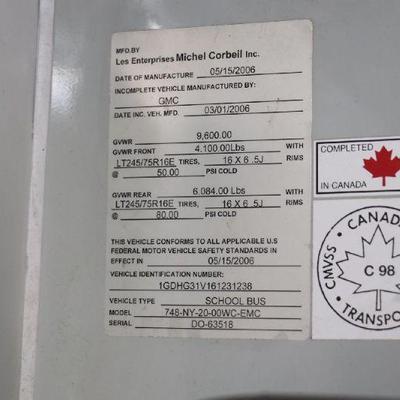 MFD.BY
Les Enterprises Michel Corbeil Inc.
DATE OF MANUFACTURE 05/15/2006
INCOMPLETE VEHICLE MANUFACTURED BY:
GMC
DATE INC. VEH. MFD. 03/01/2006
GVWR 9,600.00
GVWR FRONT 4,100.00Lbs WITH
LT245/75R16E TIRES, 16 X 6 .5J RIMS
@ 50.00 PSI COLD
GVWR REAR 6,084.00 Lbs WITH
LT245/75R16E TIRES, 16 X 6 .5J RIMS
@ 80.00 PSI COLD
THIS VEHICLE CONFORMS TO ALL APPLICABLE U.S
FEDERAL MOTOR VEHICLE SAFETY STANDARDS IN
EFFECT IN 05/15/2006
VEHICLE IDENTIFICATION NUMBER:
1GDHG31V161231238
VEHICLE TYPE SCHOOL BUS
MODEL 748-NY-20-00WC-EMC
SERIAL DO-63518
COMPLETED
IN CANADA
CANADA
CMVSS
C 98
TRANSPO